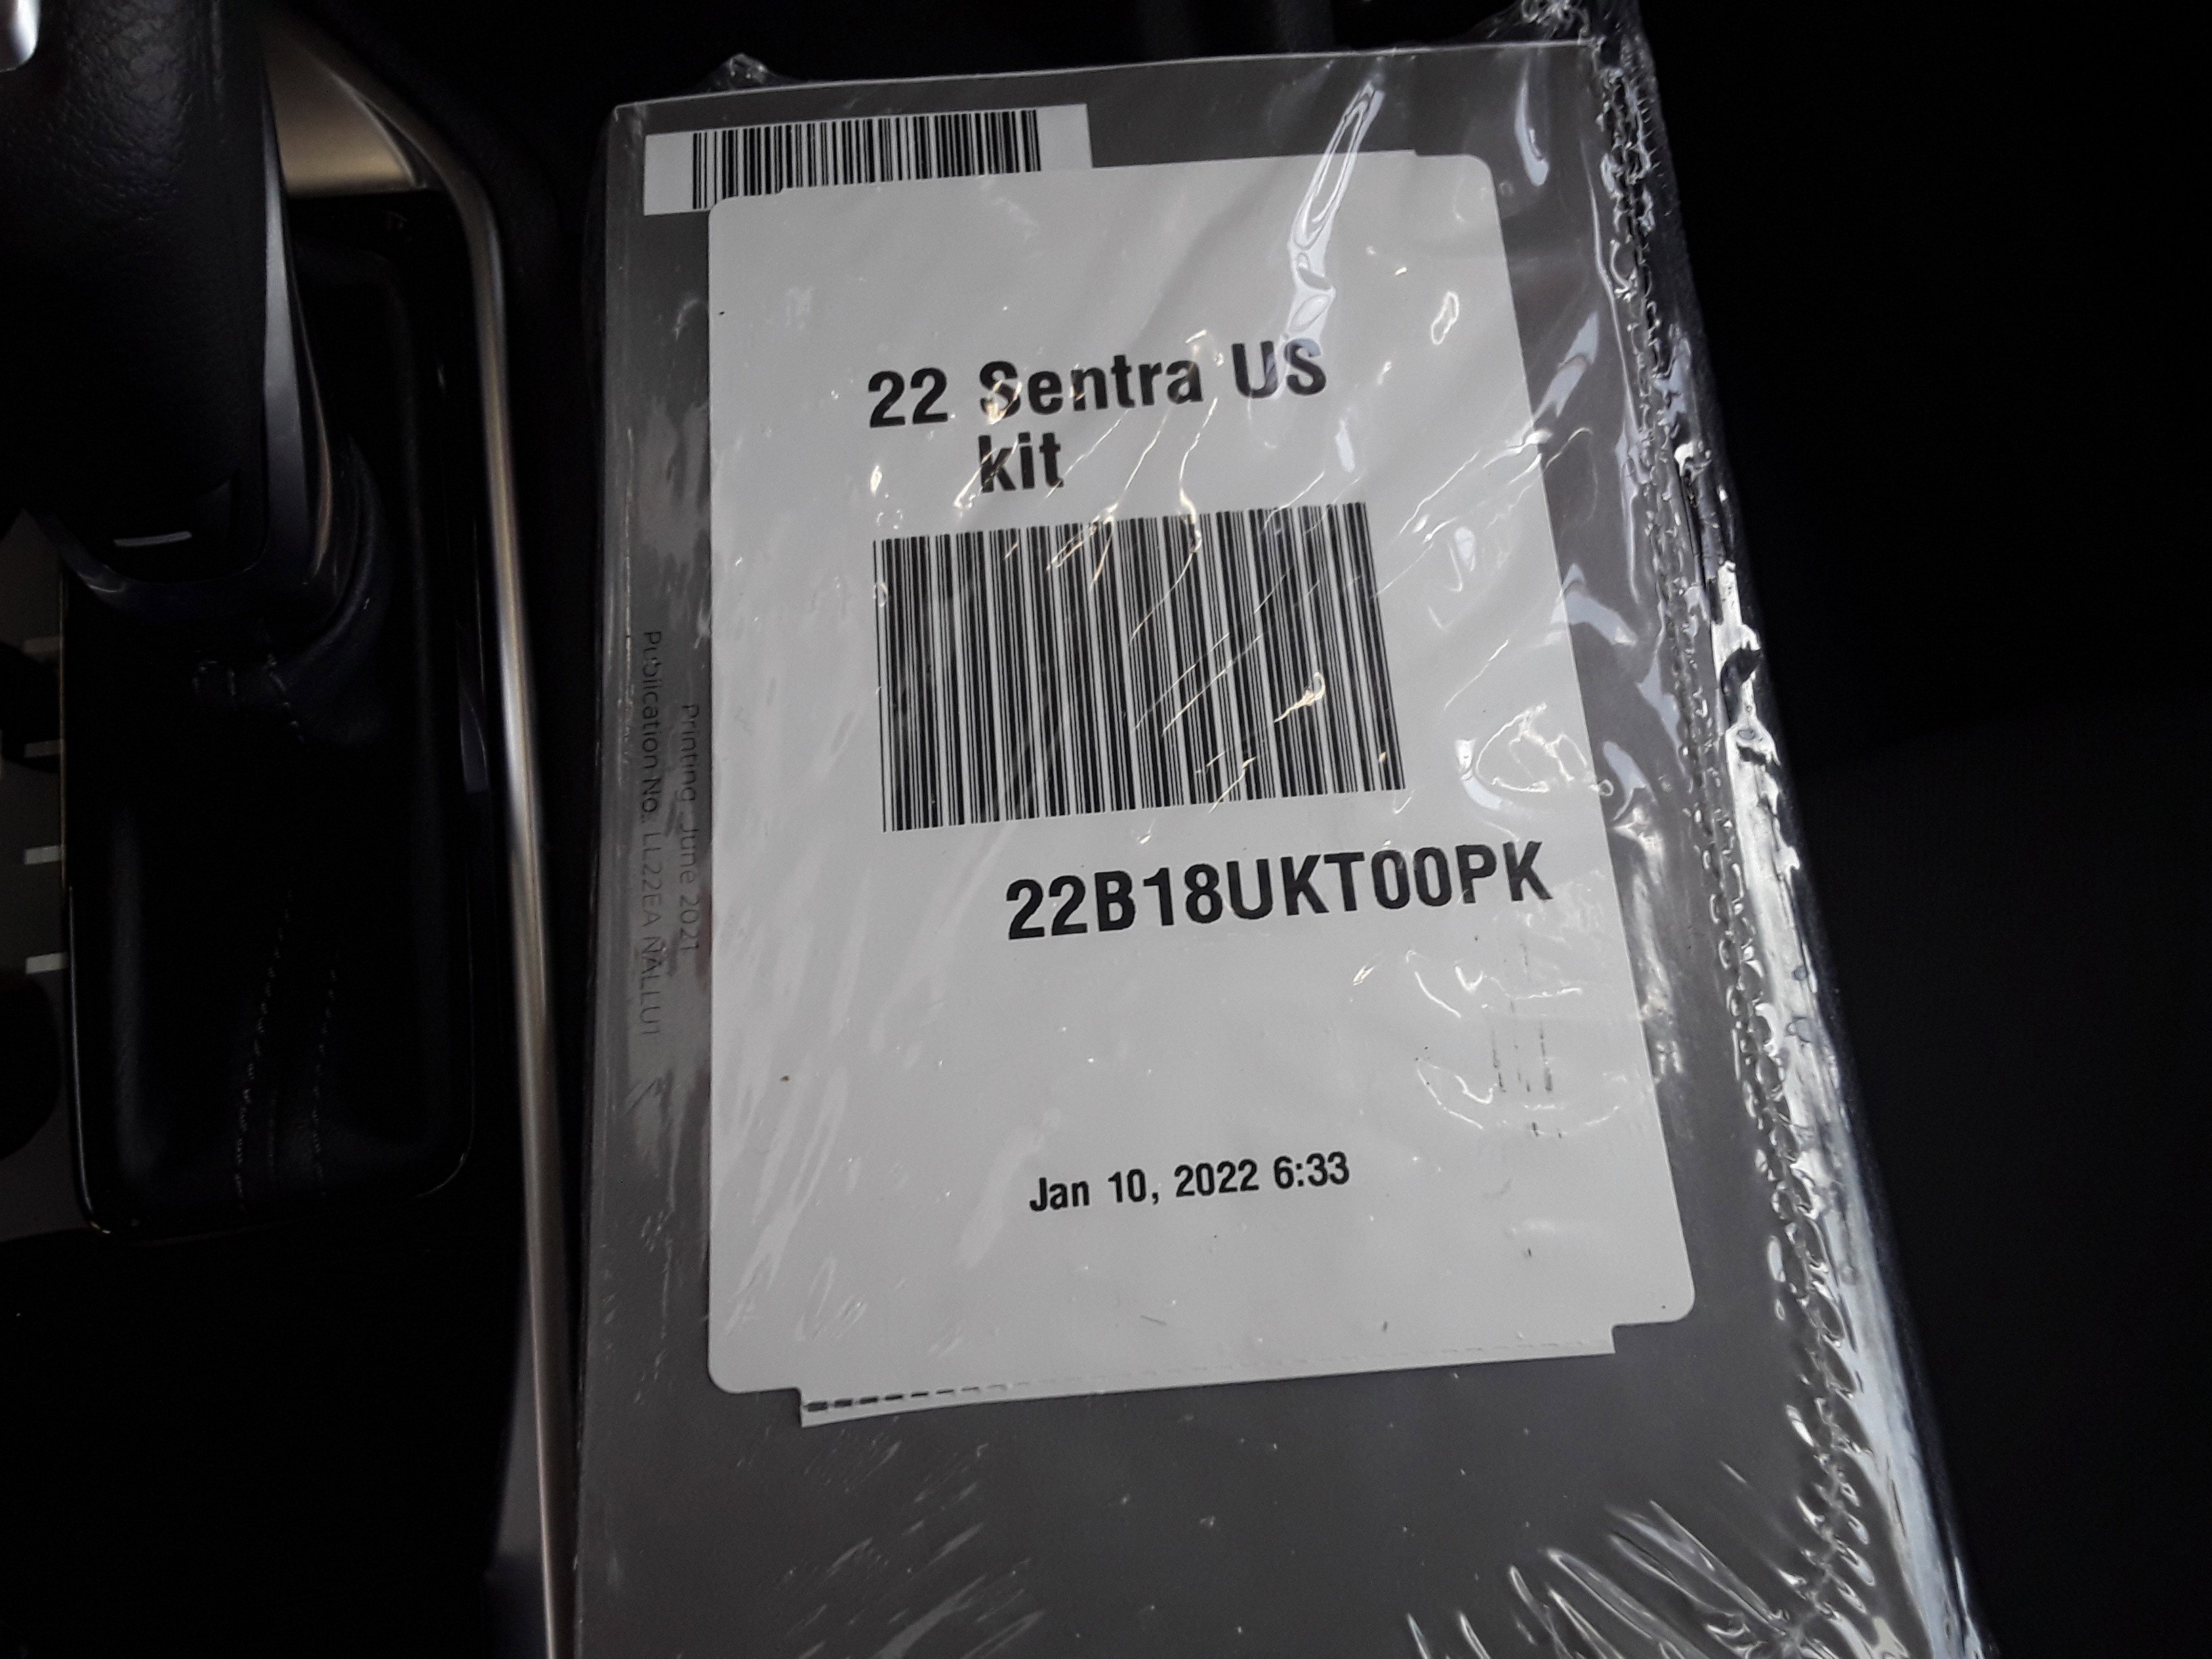 22 Sentra US
kit
22B18UKT00PK
Jan 10, 2022 6:33
Printing June 2021
Publication No. LL22EA NALLU1